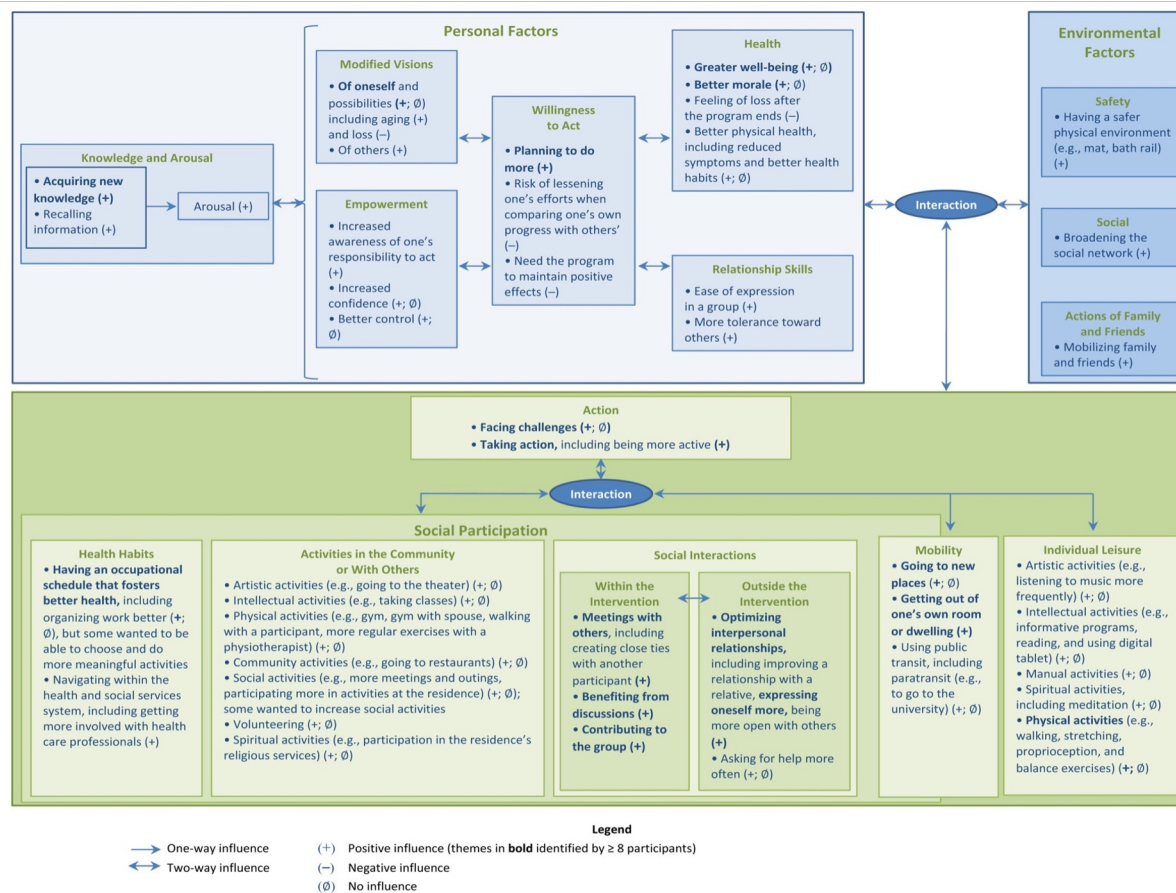 Personal Factors
Knowledge and Arousal
• Acquiring new
knowledge (+)
• Recalling
information (+)
Arousal (+)
Modified Visions
• Of oneself and
possibilities (+; Ø)
including aging (+)
and loss (–)
• Of others (+)
Empowerment
• Increased
awareness of one's
responsibility to act
(+)
• Increased
confidence (+; Ø)
• Better control (+;
Ø)
Willingness
to Act
• Planning to do
more (+)
• Risk of lessening
one's efforts when
comparing one's own
progress with others'
(–)
• Need the program
to maintain positive
effects (–)
Health
• Greater well-being (+; Ø)
• Better morale (+; Ø)
• Feeling of loss after
the program ends (–)
• Better physical health,
including reduced
symptoms and better health
habits (+; Ø)
Relationship Skills
• Ease of expression
in a group (+)
• More tolerance toward
others (+)
Interaction
Environmental
Factors
Safety
• Having a safer
physical environment
(e.g., mat, bath rail)
(+)
Social
• Broadening the
social network (+)
Actions of Family
and Friends
• Mobilizing family
and friends (+)
Action
• Facing challenges (+; Ø)
• Taking action, including being more active (+)
Interaction
Social Participation
Health Habits
• Having an occupational
schedule that fosters
better health, including
organizing work better (+;
Ø), but some wanted to be
able to choose and do
more meaningful activities
• Navigating within the
health and social services
system, including getting
more involved with health
care professionals (+)
Activities in the Community
or With Others
• Artistic activities (e.g., going to the theater) (+; Ø)
• Intellectual activities (e.g., taking classes) (+; Ø)
• Physical activities (e.g., gym, gym with spouse, walking
with a participant, more regular exercises with a
physiotherapist) (+; Ø)
• Community activities (e.g., going to restaurants) (+; Ø)
• Social activities (e.g., more meetings and outings,
participating more in activities at the residence) (+; Ø);
some wanted to increase social activities
• Volunteering (+; Ø)
• Spiritual activities (e.g., participation in the residence's
religious services) (+; Ø)
Social Interactions
Within the
Intervention
• Meetings with
others, including
creating close ties
with another
participant (+)
• Benefiting from
discussions (+)
• Contributing to
the group (+)
Outside the
Intervention
• Optimizing
interpersonal
relationships,
including improving a
relationship with a
relative, expressing
oneself more, being
more open with others
(+)
• Asking for help more
often (+; Ø)
Mobility
• Going to new
places (+; Ø)
• Getting out of
one's own room
or dwelling (+)
• Using public
transit, including
paratransit (e.g.,
to go to the
university) (+; Ø)
Individual Leisure
• Artistic activities (e.g.,
listening to music more
frequently) (+; Ø)
• Intellectual activities (e.g.,
informative programs,
reading, and using digital
tablet) (+; Ø)
• Manual activities (+; Ø)
• Spiritual activities,
including meditation (+; Ø)
• Physical activities (e.g.,
walking, stretching,
proprioception, and
balance exercises) (+; Ø)
Legend
One-way influence
Two-way influence
(+) Positive influence (themes in bold identified by ≥ 8 participants)
(–) Negative influence
(Ø) No influence